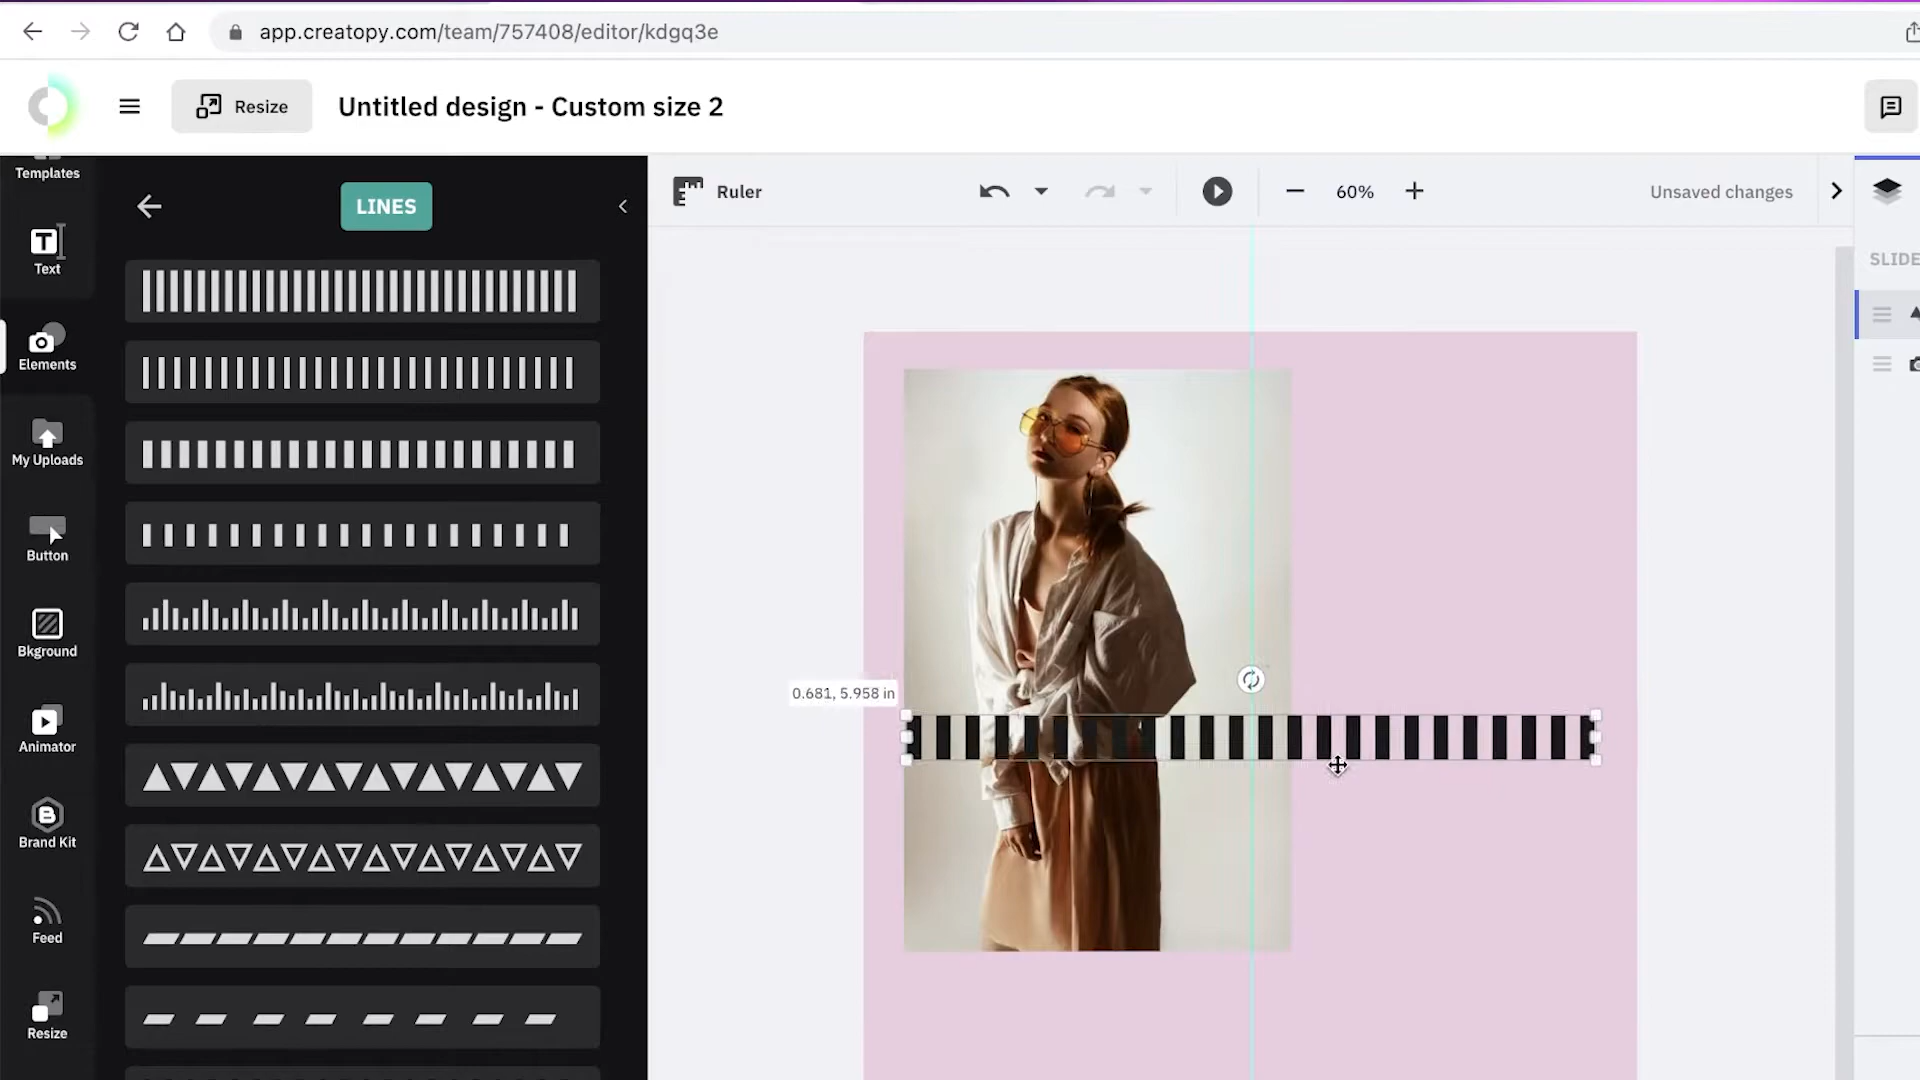 app.creatopy.com/team/757408/editor/kdgq3e
Resize
Untitled design - Custom size 2
Templates
Text
Elements
My Uploads
Button
Bkground
Animator
Brand Kit
Feed
Resize
LINES
Ruler
60%
Unsaved changes
SLIDE
0.681, 5.958 in